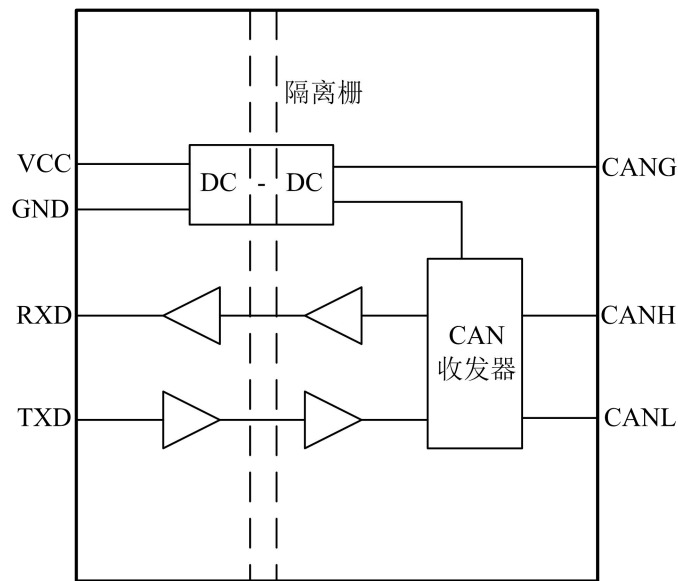 隔离栅
VCC
DC - DC
CANG
GND
RXD
CAN
收发器
CANH
TXD
CANL